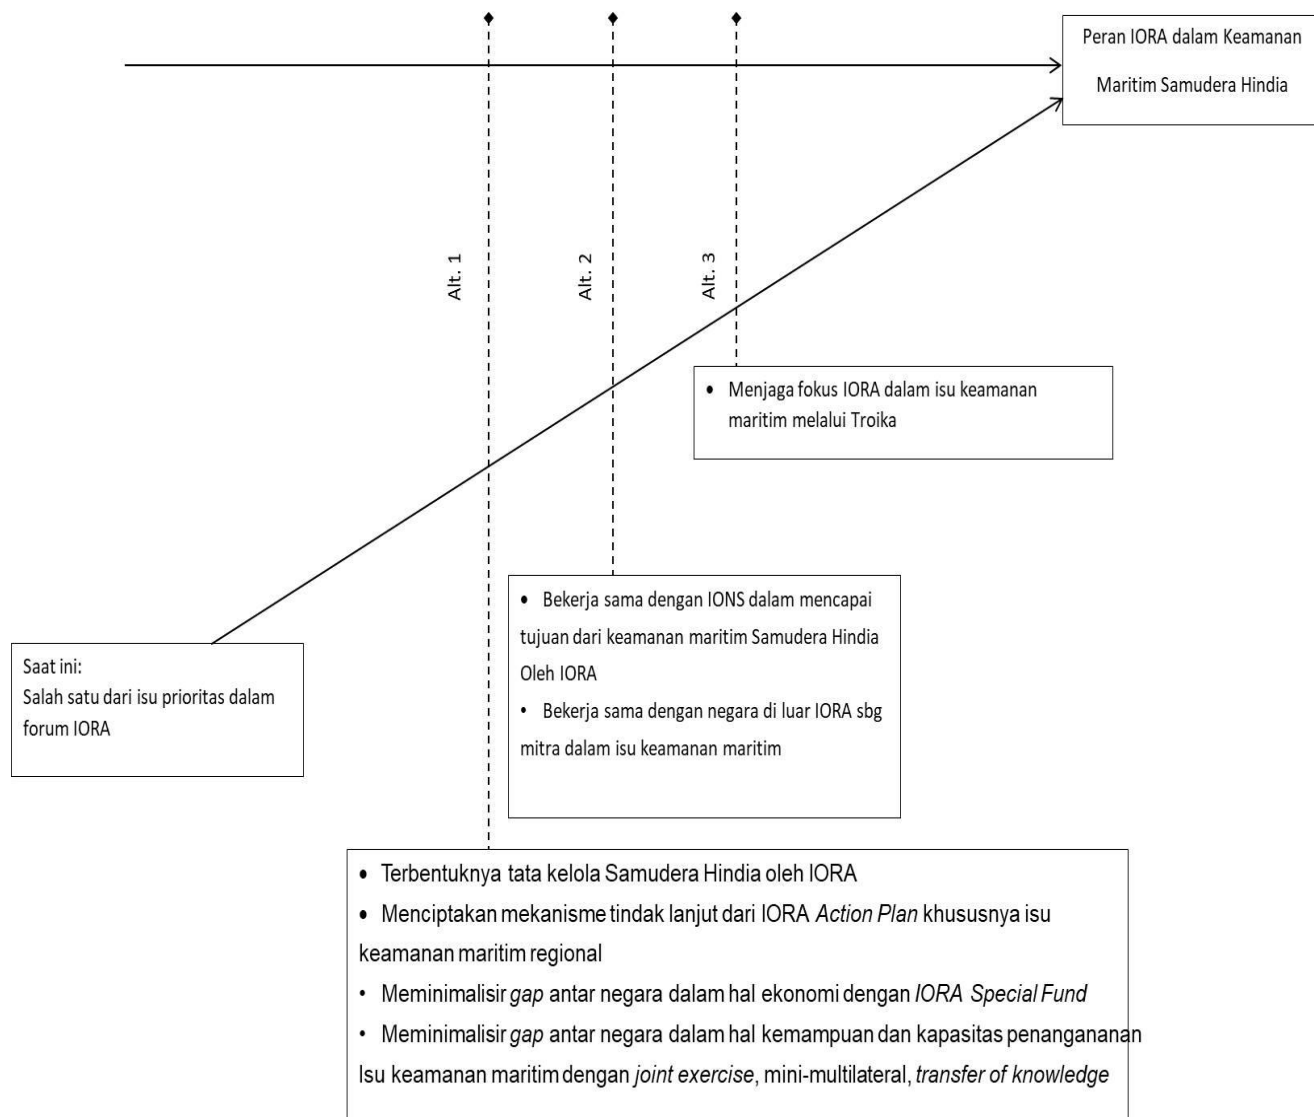 Peran IORA dalam Keamanan
Maritim Samudera Hindia
Alt. 1
Alt. 2
Alt. 3
• Menjaga fokus IORA dalam isu keamanan
maritim melalui Troika
• Bekerja sama dengan IONS dalam mencapai
tujuan dari keamanan maritim Samudera Hindia
Oleh IORA
• Bekerja sama dengan negara di luar IORA sbg
mitra dalam isu keamanan maritim
Saat ini:
Salah satu dari isu prioritas dalam
forum IORA
• Terbentuknya tata kelola Samudera Hindia oleh IORA
• Menciptakan mekanisme tindak lanjut dari IORA Action Plan khususnya isu
keamanan maritim regional
• Meminimalisir gap antar negara dalam hal ekonomi dengan IORA Special Fund
• Meminimalisir gap antar negara dalam hal kemampuan dan kapasitas penangananan
Isu keamanan maritim dengan joint exercise, mini-multilateral, transfer of knowledge